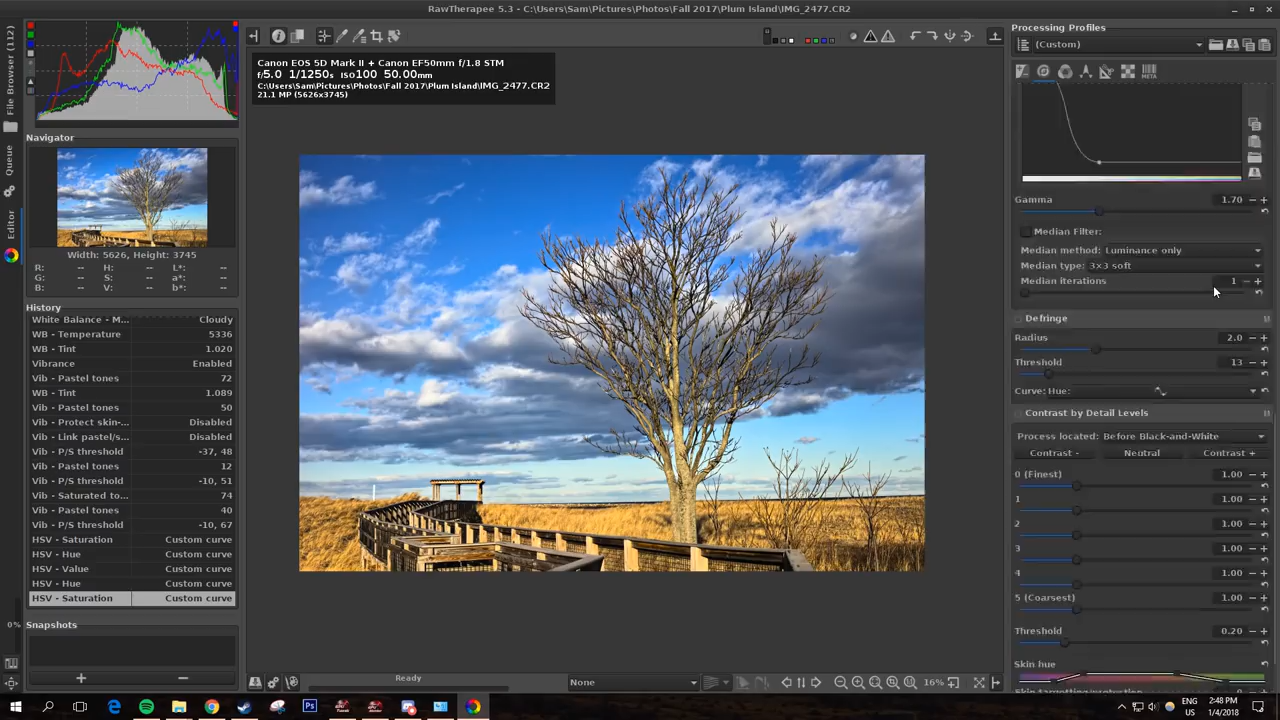 RawTherapee 5.3 - C:\Users\Sam\Pictures\Photos\Fall 2017\Plum Island\IMG_2477.CR2
File Browser (112)
Queue
Editor
0%
Navigator
Width: 5626, Height: 3745
R: -- H: -- L*: --
G: -- S: -- a*: --
B: -- V: -- b*: --
History
White Balance - M... Cloudy
WB - Temperature 5336
WB - Tint 1.020
Vibrance Enabled
Vib - Pastel tones 72
WB - Tint 1.089
Vib - Pastel tones 50
Vib - Protect skin-... Disabled
Vib - Link pastel/s... Disabled
Vib - P/S threshold -37, 48
Vib - Pastel tones 12
Vib - P/S threshold -10, 51
Vib - Saturated to... 74
Vib - Pastel tones 40
Vib - P/S threshold -10, 67
HSV - Saturation Custom curve
HSV - Hue Custom curve
HSV - Value Custom curve
HSV - Hue Custom curve
HSV - Saturation Custom curve
Snapshots
Canon EOS 5D Mark II + Canon EF50mm f/1.8 STM
f/5.0 1/1250s ISO100 50.00mm
C:\Users\Sam\Pictures\Photos\Fall 2017\Plum Island\IMG_2477.CR2
21.1 MP (5626x3745)
Ready
None
16%
Processing Profiles
(Custom)
META
Gamma 1.70
Median Filter:
Median method: Luminance only
Median type: 3×3 soft
Median iterations 1
Defringe
Radius 2.0
Threshold 13
Curve: Hue:
Contrast by Detail Levels
Process located: Before Black-and-White
Contrast - Neutral Contrast +
0 (Finest) 1.00
1 1.00
2 1.00
3 1.00
4 1.00
5 (Coarsest) 1.00
Threshold 0.20
Skin hue
ENG
US
2:48 PM
1/4/2018